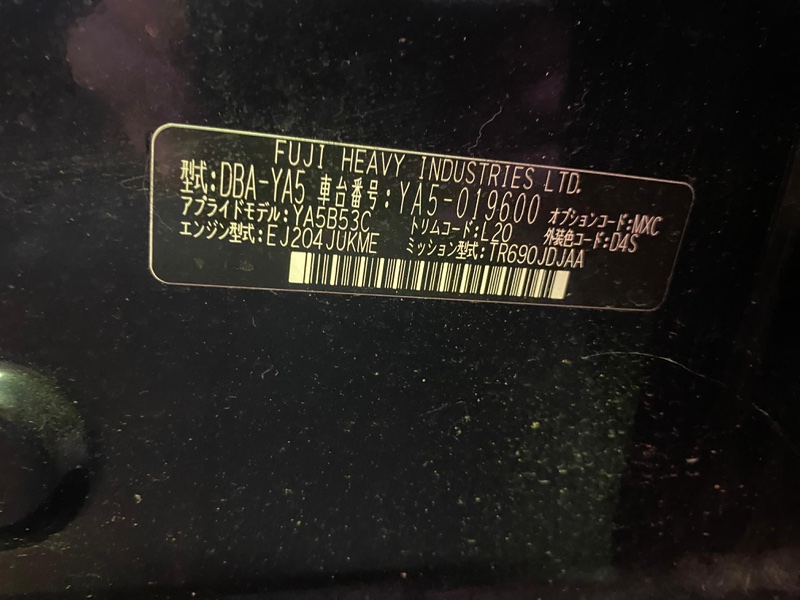 FUJI HEAVY INDUSTRIES LTD.
型式:DBA-YA5 車台番号:YA5-019600 オプションコード:MXC
アプライドモデル:YA5B53C トリムコード:L20 外装色コード:D4S
エンジン型式:EJ204JUKME ミッション型式:TR690JDJAA